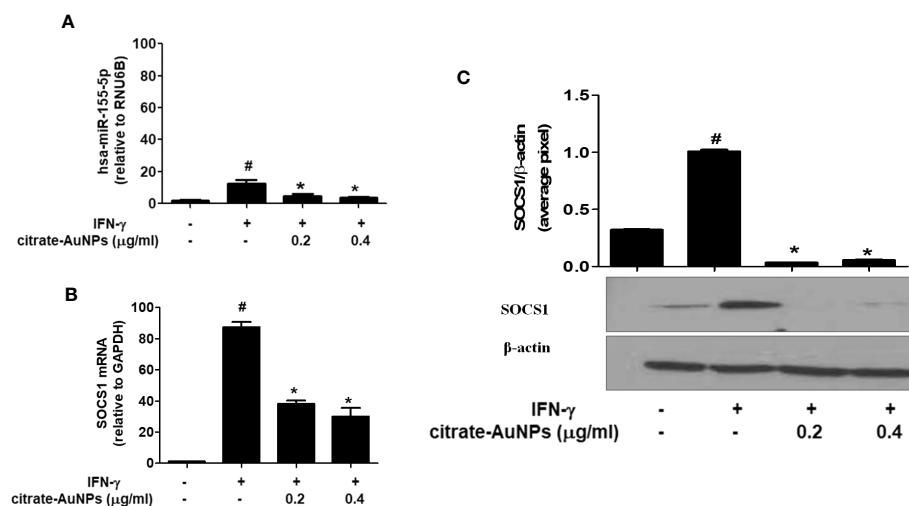 A
hsa-miR-155-5p
(relative to RNU6B)
100
80
60
40
20
0
#
*
*
IFN-γ - + + +
citrate-AuNPs (μg/ml) - - 0.2 0.4
B
SOCS1 mRNA
(relative to GAPDH)
100
80
60
40
20
0
#
*
*
IFN-γ - + + +
citrate-AuNPs (μg/ml) - - 0.2 0.4
C
SOCS1/β-actin
(average pixel)
1.5
1.0
0.5
0.0
#
*
*
SOCS1
β-actin
IFN-γ - + + +
citrate-AuNPs (μg/ml) - - 0.2 0.4